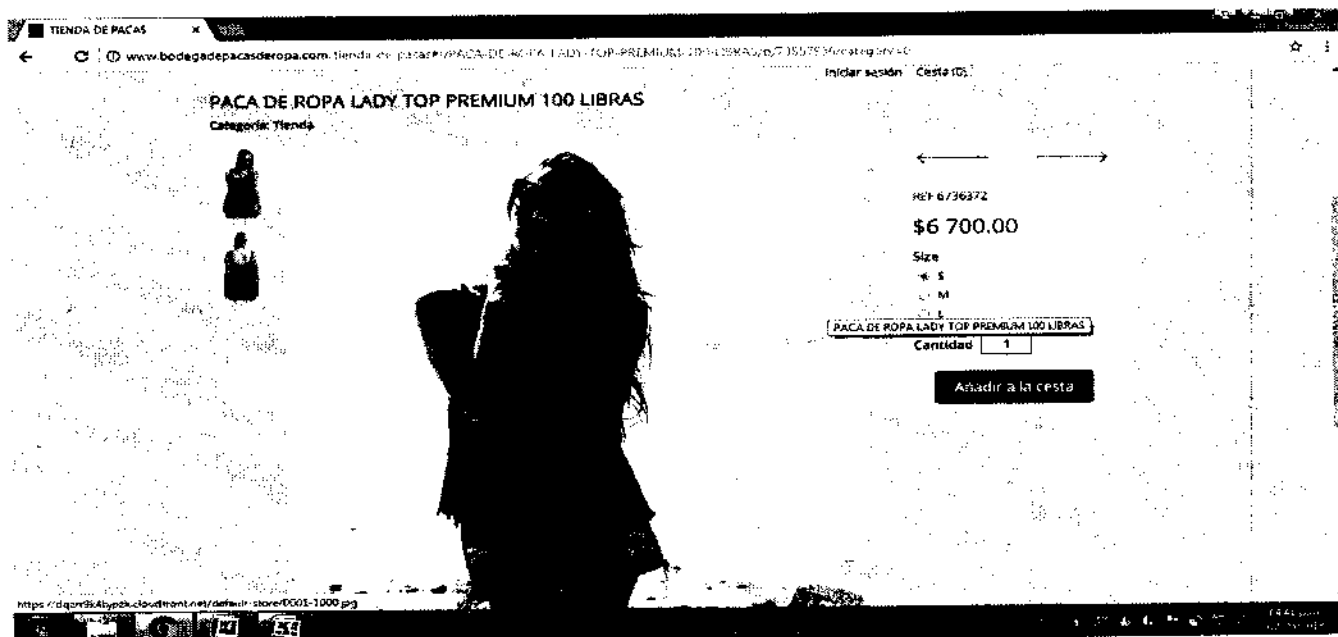 TIENDA DE PACAS
www.bodegadepacasderopa.com
Iniciar sesión Cesta (0)
PACA DE ROPA LADY TOP PREMIUM 100 LIBRAS
Categoría: Tienda
REF 6736372
$6 700.00
Size
S
M
L
PACA DE ROPA LADY TOP PREMIUM 100 LIBRAS
Cantidad 1
Añadir a la cesta